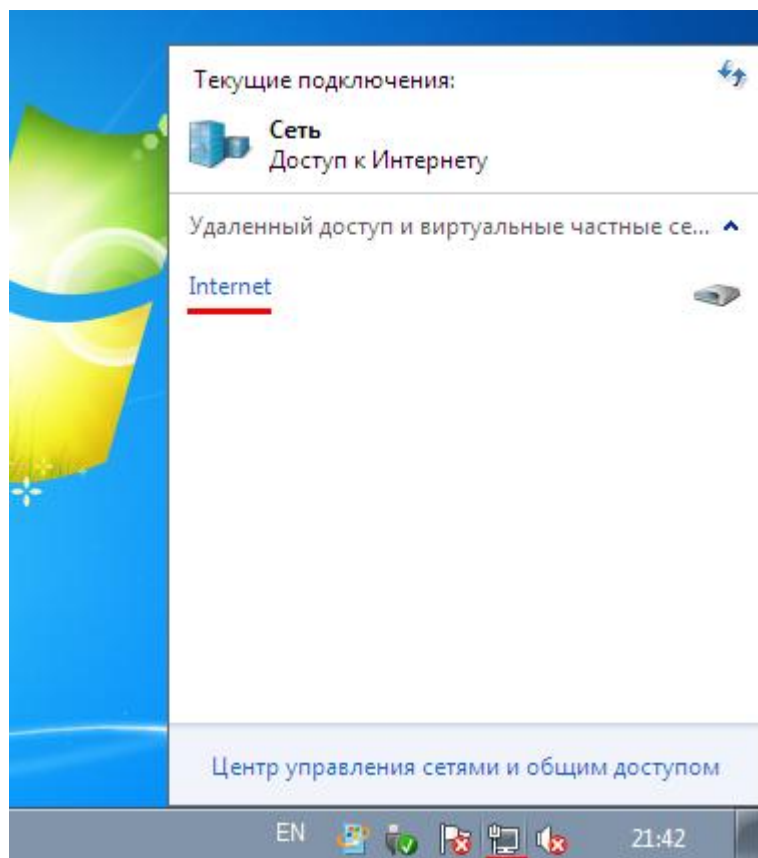 Текущие подключения:
Сеть
Доступ к Интернету
Удаленный доступ и виртуальные частные се...
Internet
Центр управления сетями и общим доступом
EN 21:42